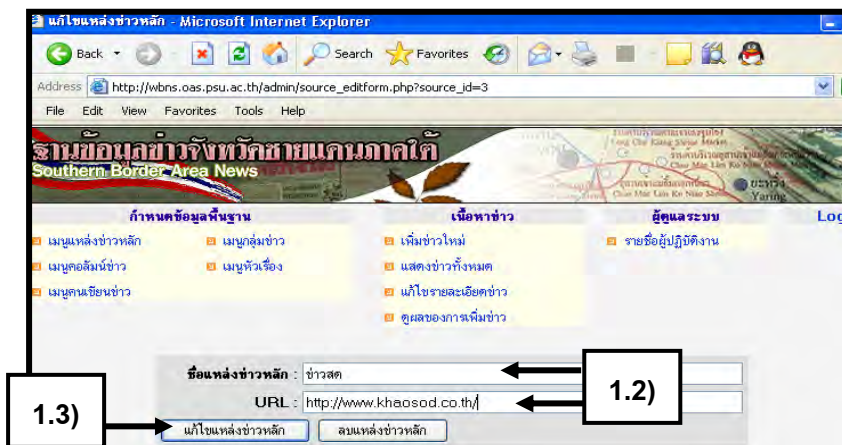 แก้ไขแหล่งข่าวหลัก - Microsoft Internet Explorer
Back Search Favorites
Address http://wbns.oas.psu.ac.th/admin/source_editform.php?source_id=3
File Edit View Favorites Tools Help
ฐานข้อมูลข่าวจังหวัดชายแดนภาคใต้
Southern Border Area News
Yaring
กำหนดข้อมูลพื้นฐาน เนื้อหาข่าว ผู้ดูแลระบบ Log
เมนูแหล่งข่าวหลัก เมนูกลุ่มข่าว เพิ่มข่าวใหม่ รายชื่อผู้ปฏิบัติงาน
เมนูคอลัมน์ข่าว เมนูหัวเรื่อง แสดงข่าวทั้งหมด
เมนูคนเขียนข่าว แก้ไขรายละเอียดข่าว
ดูผลของการเพิ่มข่าว
ชื่อแหล่งข่าวหลัก : ข่าวสด
1.2)
URL : http://www.khaosod.co.th/
1.3)
แก้ไขแหล่งข่าวหลัก ลบแหล่งข่าวหลัก